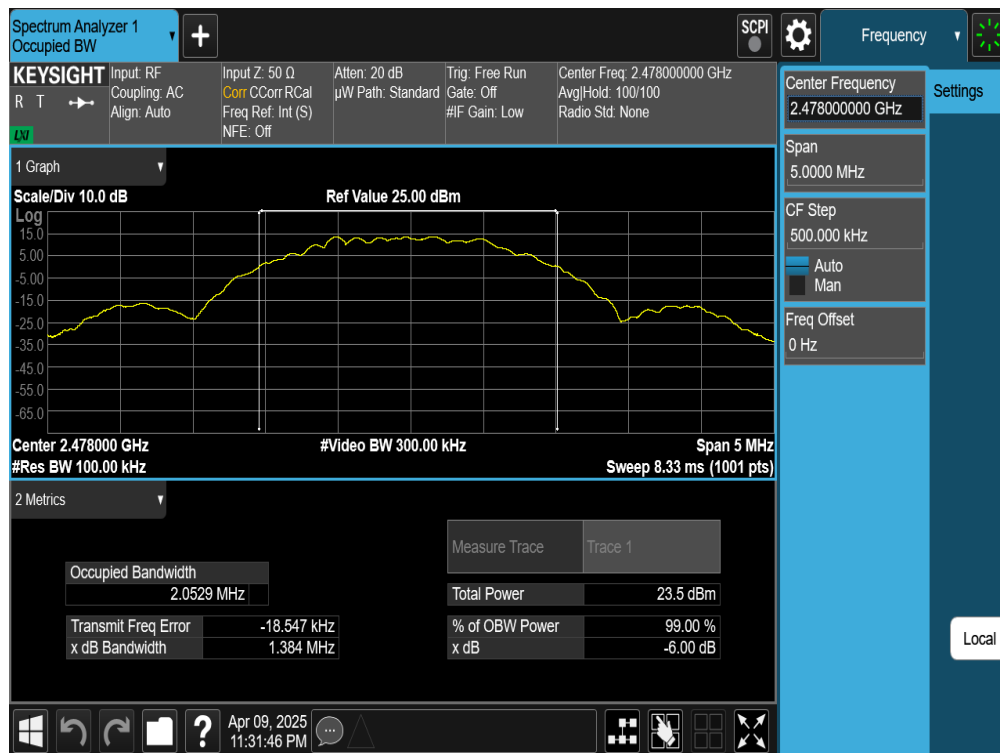 Spectrum Analyzer 1
Occupied BW
+
SCPI
Frequency
KEYSIGHT
R T
LXI
Input: RF
Coupling: AC
Align: Auto
Input Z: 50 Ω
Corr CCorr RCal
Freq Ref: Int (S)
NFE: Off
Atten: 20 dB
µW Path: Standard
Trig: Free Run
Gate: Off
#IF Gain: Low
Center Freq: 2.478000000 GHz
Avg|Hold: 100/100
Radio Std: None
Center Frequency
2.478000000 GHz
Settings
Span
5.0000 MHz
CF Step
500.000 kHz
Auto
Man
Freq Offset
0 Hz
Local
1 Graph
Scale/Div 10.0 dB
Ref Value 25.00 dBm
Log
15.0
5.00
-5.00
-15.0
-25.0
-35.0
-45.0
-55.0
-65.0
Center 2.478000 GHz
#Video BW 300.00 kHz
Span 5 MHz
#Res BW 100.00 kHz
Sweep 8.33 ms (1001 pts)
2 Metrics
Measure Trace Trace 1
Occupied Bandwidth
2.0529 MHz
Total Power 23.5 dBm
Transmit Freq Error -18.547 kHz
% of OBW Power 99.00 %
x dB Bandwidth 1.384 MHz
x dB -6.00 dB
?
Apr 09, 2025
11:31:46 PM